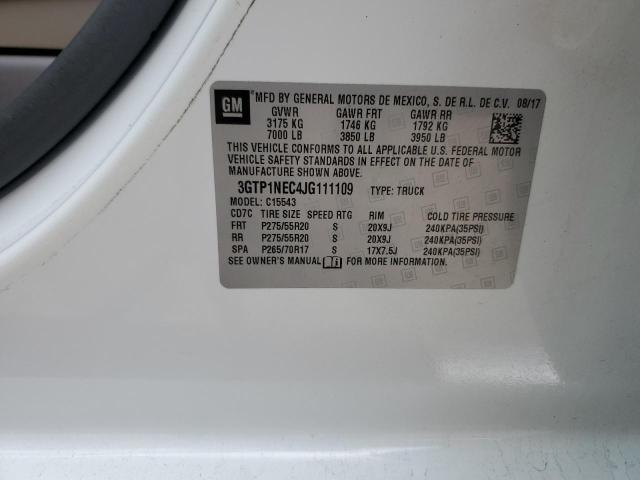 GM MFD BY GENERAL MOTORS DE MEXICO, S. DE R.L. DE C.V. 08/17
GVWR GAWR FRT GAWR RR
3175 KG 1746 KG 1792 KG
7000 LB 3850 LB 3950 LB
THIS VEHICLE CONFORMS TO ALL APPLICABLE U.S. FEDERAL MOTOR
VEHICLE SAFETY STANDARDS IN EFFECT ON THE DATE OF
MANUFACTURE SHOWN ABOVE.
3GTP1NEC4JG111109 TYPE: TRUCK
MODEL: C15543
CD7C TIRE SIZE SPEED RTG RIM COLD TIRE PRESSURE
FRT P275/55R20 S 20X9J 240KPA(35PSI)
RR P275/55R20 S 20X9J 240KPA(35PSI)
SPA P265/70R17 S 17X7.5J 240KPA(35PSI)
SEE OWNER'S MANUAL FOR MORE INFORMATION.